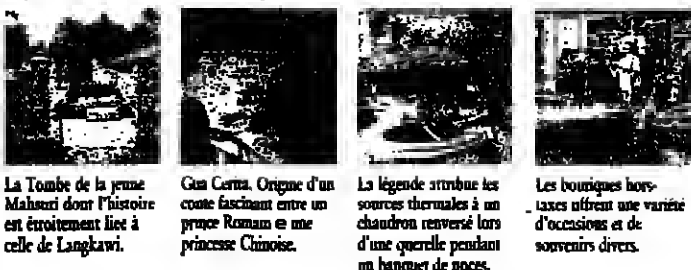 La Tombe de la jeune
Mahsuri dont l'histoire
est étroitement liee à
celle de Langkawi.
Gua Cerita. Origine d'un
conte fascinant entre un
prince Romain e une
princesse Chinoise.
La légende attribue les
sources thermales à un
chaudron renversé lors
d'une querelle pendant
un banquet de noces.
Les boutiques hors-
taxes offrent une variété
d'occasions et de
souvenirs divers.